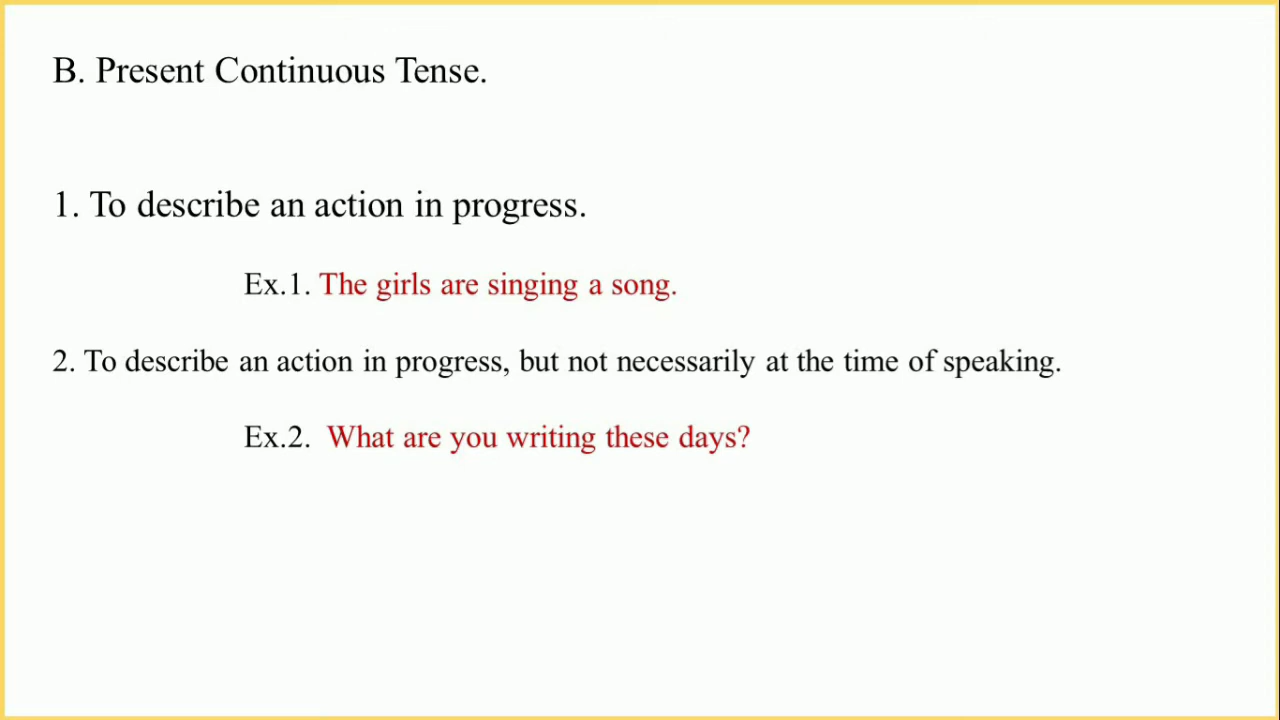 B. Present Continuous Tense.
1. To describe an action in progress.
Ex.1. The girls are singing a song.
2. To describe an action in progress, but not necessarily at the time of speaking.
Ex.2. What are you writing these days?